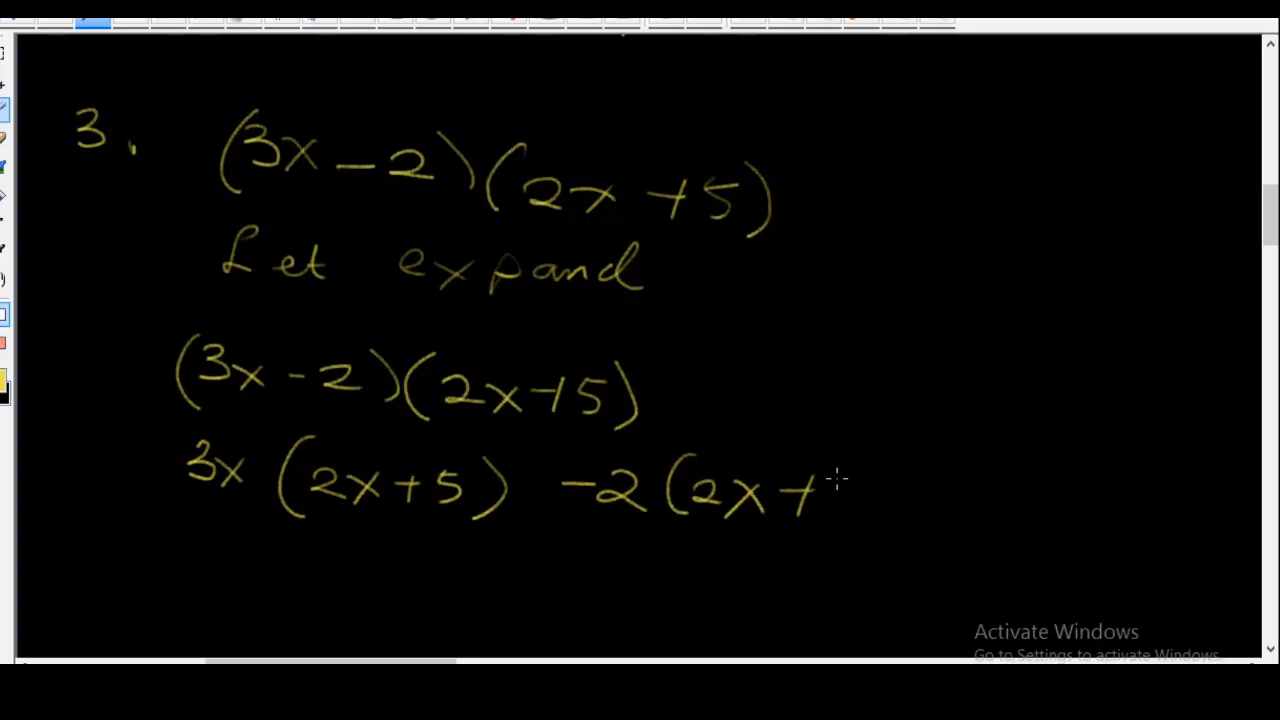 3. (3x - 2)(2x + 5)
Let expand
(3x - 2)(2x + 5)
3x (2x + 5) - 2 (2x +
Activate Windows
Go to Settings to activate Windows.